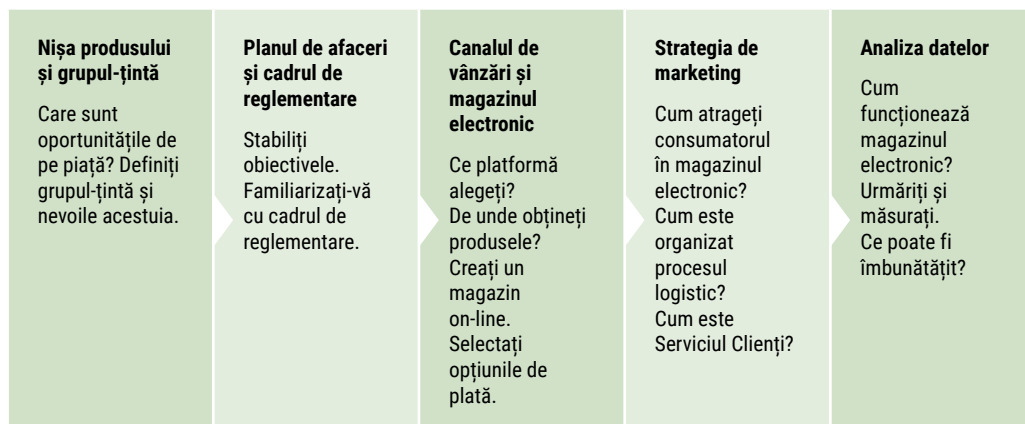 Nișa produsului
și grupul-țintă
Care sunt
oportunitățile de
pe piață? Definiți
grupul-țintă și
nevoile acestuia.
Planul de afaceri
și cadrul de
reglementare
Stabiliți
obiectivele.
Familiarizați-vă
cu cadrul de
reglementare.
Canalul de
vânzări și
magazinul
electronic
Ce platformă
alegeți?
De unde obțineți
produsele?
Creați un
magazin
on-line.
Selectați
opțiunile de
plată.
Strategia de
marketing
Cum atrageți
consumatorul
în magazinul
electronic?
Cum este
organizat
procesul
logistic?
Cum este
Serviciul Clienți?
Analiza datelor
Cum
funcționează
magazinul
electronic?
Urmăriți și
măsurați.
Ce poate fi
îmbunătățit?